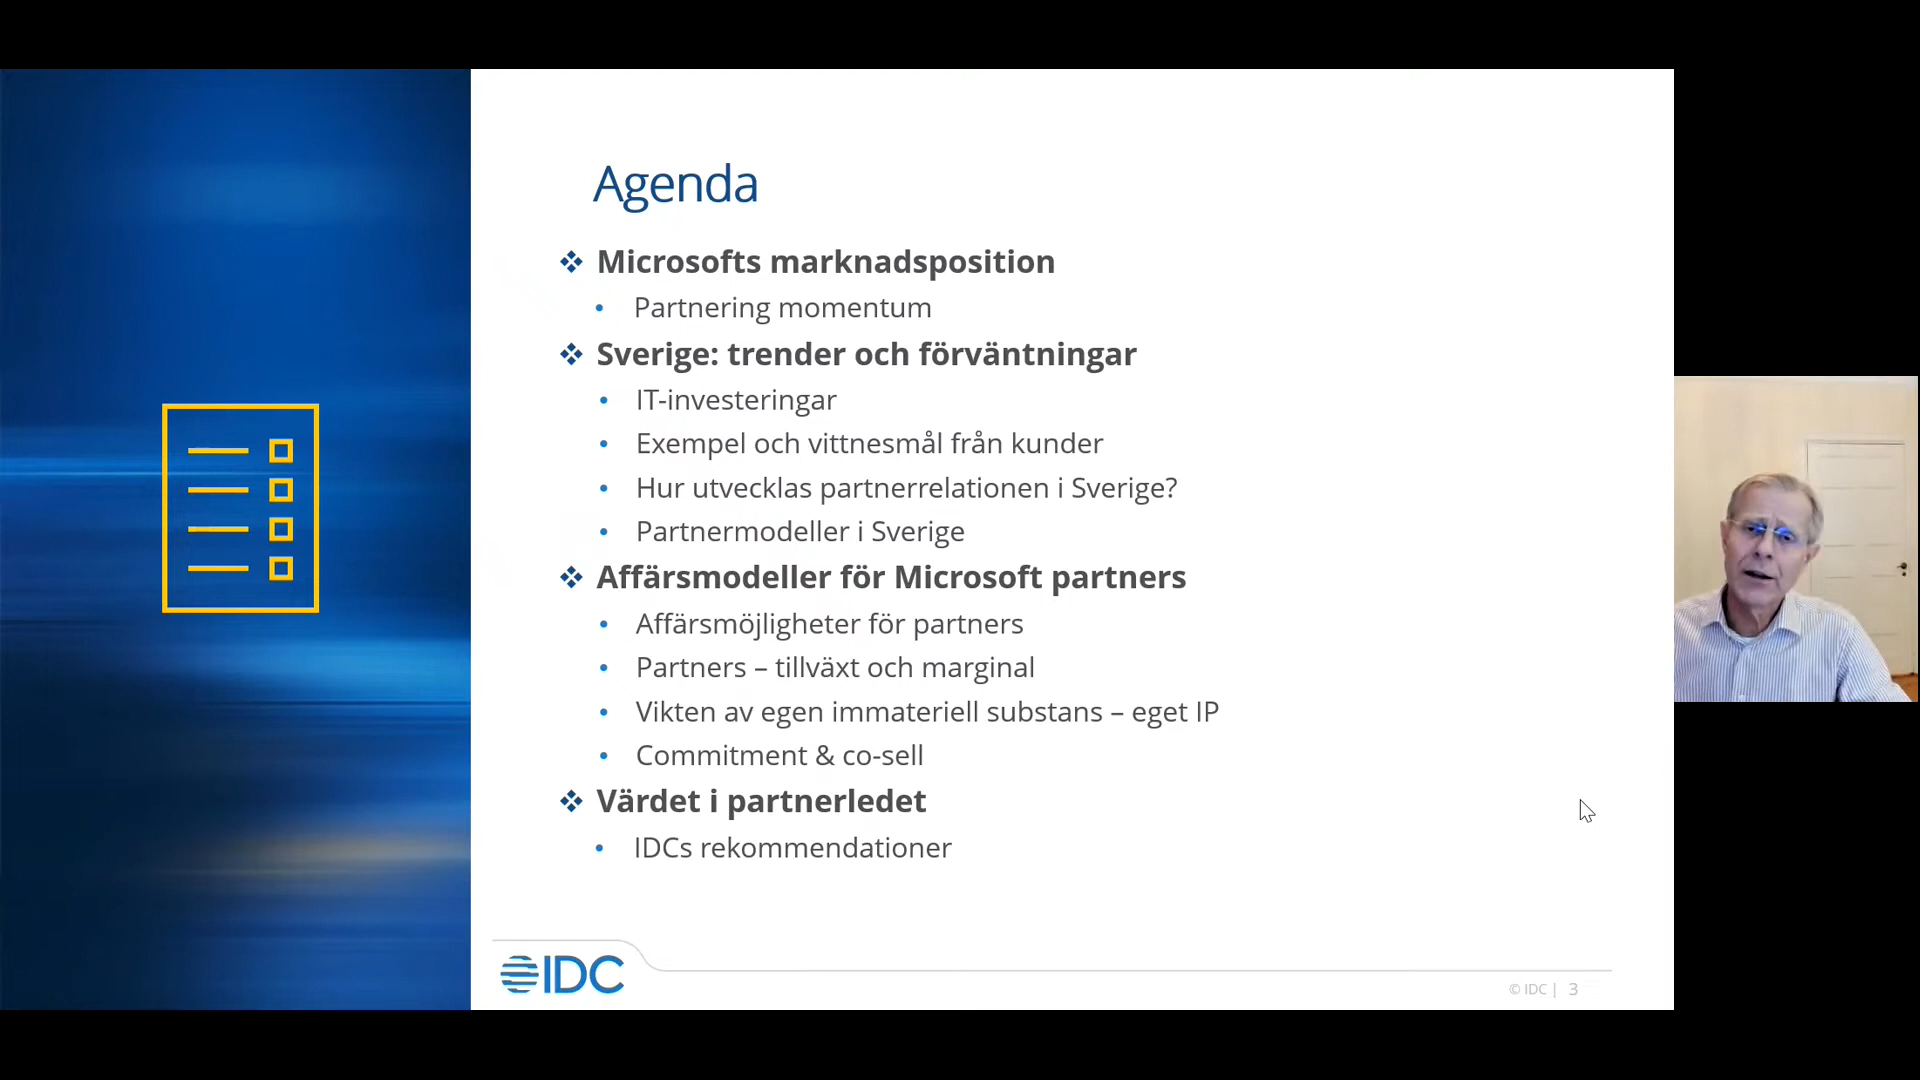 Agenda
Microsofts marknadsposition
Partnering momentum
Sverige: trender och förväntningar
IT-investeringar
Exempel och vittnesmål från kunder
Hur utvecklas partnerrelationen i Sverige?
Partnermodeller i Sverige
Affärsmodeller för Microsoft partners
Affärsmöjligheter för partners
Partners – tillväxt och marginal
Vikten av egen immateriell substans – eget IP
Commitment & co-sell
Värdet i partnerledet
IDCs rekommendationer
IDC
© IDC | 3